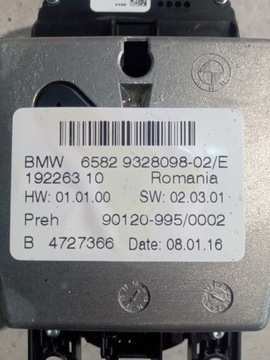 BMW 6582 9328098-02/E
192263 10 Romania
HW: 01.01.00 SW: 02.03.01
Preh 90120-995/0002
B 4727366 Date: 08.01.16